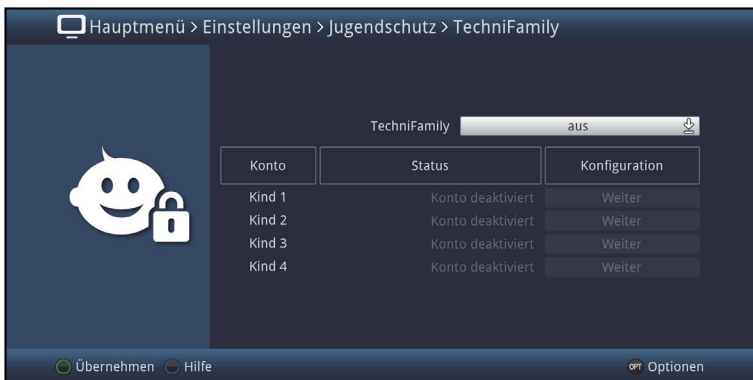 Hauptmenü > Einstellungen > Jugendschutz > TechniFamily
TechniFamily aus
Konto Status Konfiguration
Kind 1 Konto deaktiviert Weiter
Kind 2 Konto deaktiviert Weiter
Kind 3 Konto deaktiviert Weiter
Kind 4 Konto deaktiviert Weiter
Übernehmen Hilfe OPT Optionen